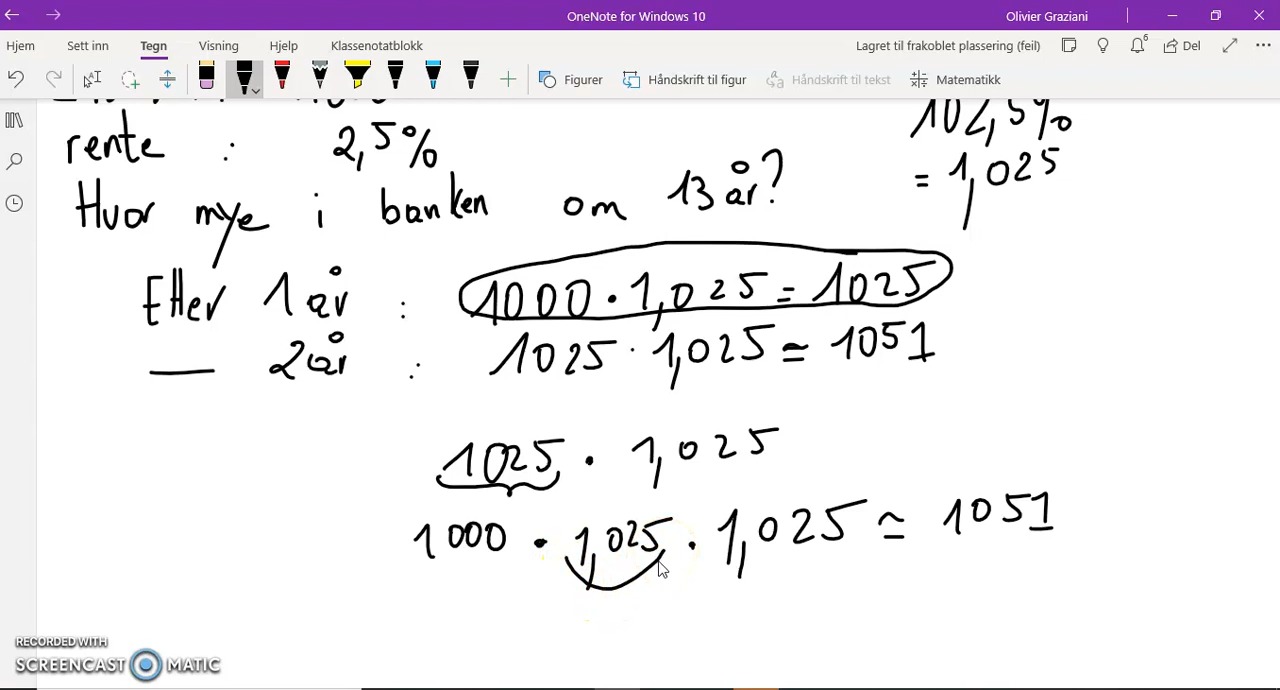 OneNote for Windows 10
Olivier Graziani
Hjem Sett inn Tegn Visning Hjelp Klassenotatblokk
Lagret til frakoblet plassering (feil) 6 Del
Figurer Håndskrift til figur Håndskrift til tekst Matematikk
102,5%
rente : 2,5%
= 1,025
Hvor mye i banken om 13 år?
Etter 1 år : 1000 · 1,025 = 1025
— 2 år : 1025 · 1,025 ≃ 1051
1025 · 1,025
1000 · 1,025 · 1,025 ≃ 1051
RECORDED WITH
SCREENCAST MATIC